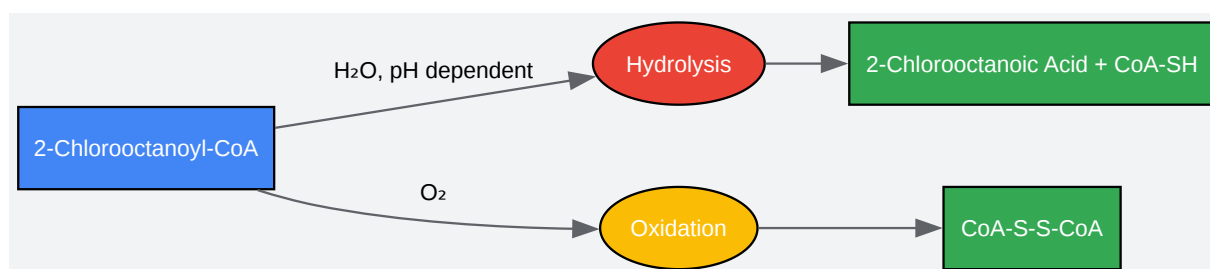 H₂O, pH dependent
Hydrolysis
2-Chlorooctanoic Acid + CoA-SH
2-Chlorooctanoyl-CoA
O₂
Oxidation
CoA-S-S-CoA